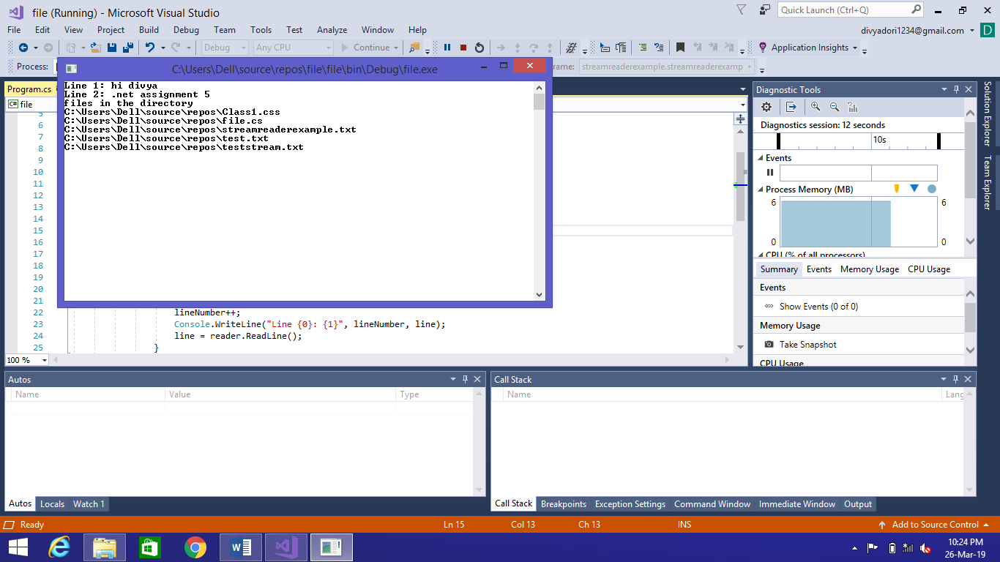 file (Running) - Microsoft Visual Studio
Quick Launch (Ctrl+Q)
File Edit View Project Build Debug Team Tools Test Analyze Window Help
divyadori1234@gmail.com D
Debug Any CPU Continue Application Insights
Process:
rame: streamreaderexample.streamreaderexamp
C:\Users\Dell\source\repos\file\file\bin\Debug\file.exe
Line 1: hi divya
Line 2: .net assignment 5
files in the directory
C:\Users\Dell\source\repos\Class1.css
C:\Users\Dell\source\repos\file.cs
C:\Users\Dell\source\repos\streamreaderexample.txt
C:\Users\Dell\source\repos\test.txt
C:\Users\Dell\source\repos\teststream.txt
Program.cs
C# file
5
6
7
8
9
10
11
12
13
14
15
16
17
18
19
20
21
22 lineNumber++;
23 Console.WriteLine("Line {0}: {1}", lineNumber, line);
24 line = reader.ReadLine();
25 }
100 %
Diagnostic Tools
Diagnostics session: 12 seconds
10s
Events
Process Memory (MB)
6 6
0 0
CPU (% of all processors)
Summary Events Memory Usage CPU Usage
Events
Show Events (0 of 0)
Memory Usage
Take Snapshot
CPU Usage
Solution Explorer
Team Explorer
Autos
Name Value Type
Autos Locals Watch 1
Call Stack
Name Lang
Call Stack Breakpoints Exception Settings Command Window Immediate Window Output
Ready Ln 15 Col 13 Ch 13 INS Add to Source Control
10:24 PM
26-Mar-19